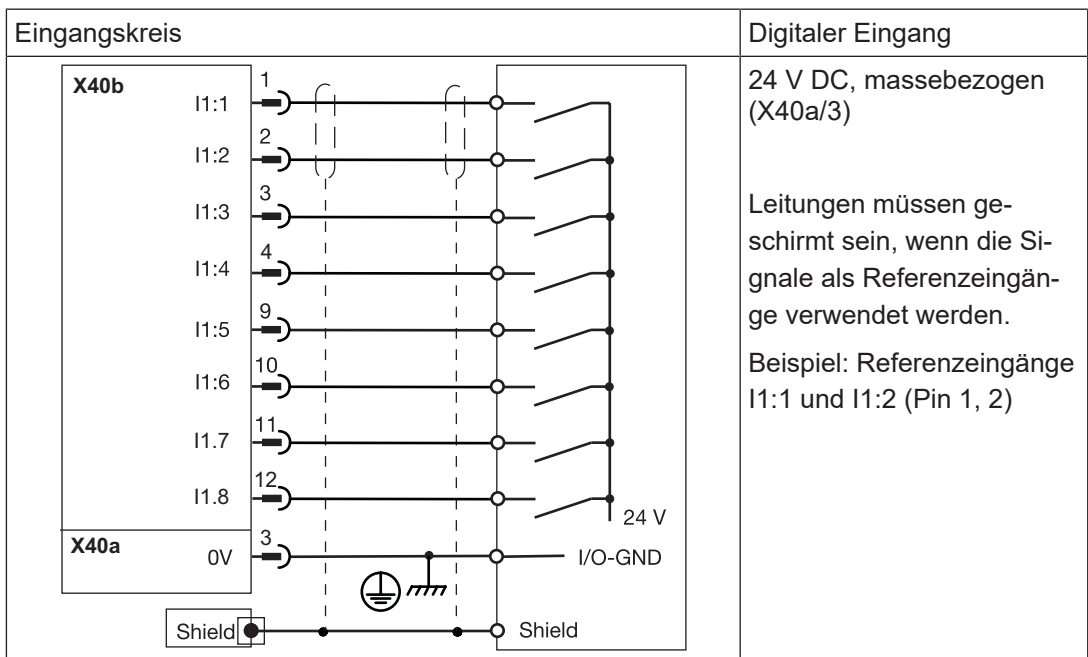 Eingangskreis
Digitaler Eingang
X40b
I1:1
1
I1:2
2
I1:3
3
I1:4
4
I1:5
9
I1:6
10
I1.7
11
I1.8
12
24 V
X40a
0V
3
I/O-GND
Shield
Shield
24 V DC, massebezogen
(X40a/3)
Leitungen müssen ge-
schirmt sein, wenn die Si-
gnale als Referenzeingän-
ge verwendet werden.
Beispiel: Referenzeingänge
I1:1 und I1:2 (Pin 1, 2)